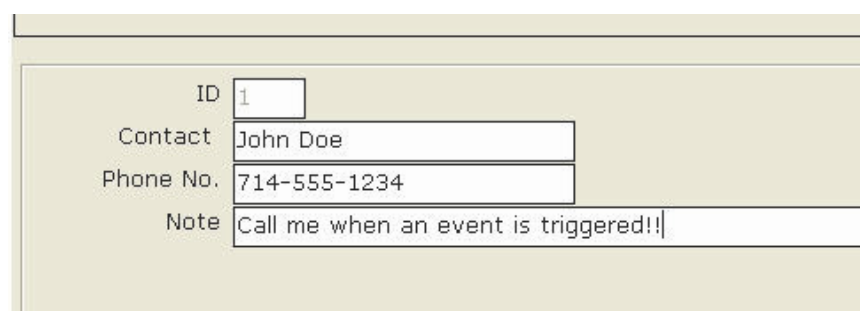 ID 1
Contact John Doe
Phone No. 714-555-1234
Note Call me when an event is triggered!!